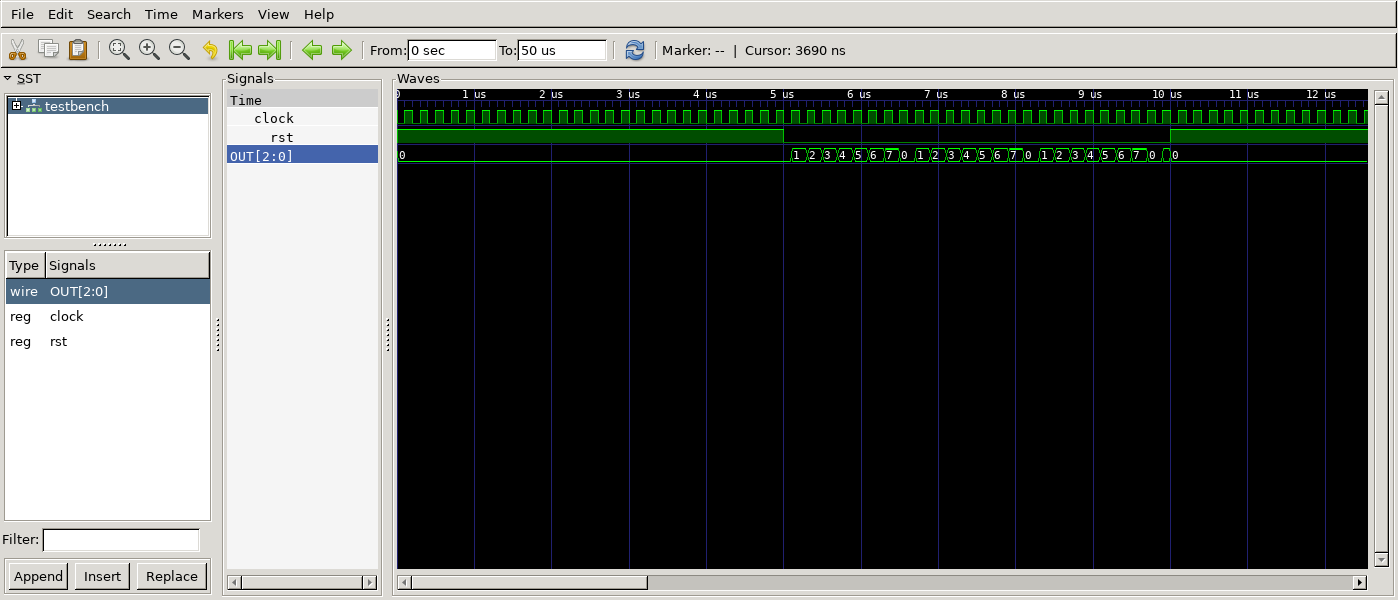 File Edit Search Time Markers View Help
From: 0 sec To: 50 us Marker: -- | Cursor: 3690 ns
SST
testbench
Type Signals
wire OUT[2:0]
reg clock
reg rst
Filter:
Append Insert Replace
Signals
Time
clock
rst
OUT[2:0]
Waves
0 1 us 2 us 3 us 4 us 5 us 6 us 7 us 8 us 9 us 10 us 11 us 12 us
0 1 2 3 4 5 6 7 0 1 2 3 4 5 6 7 0 1 2 3 4 5 6 7 0 0